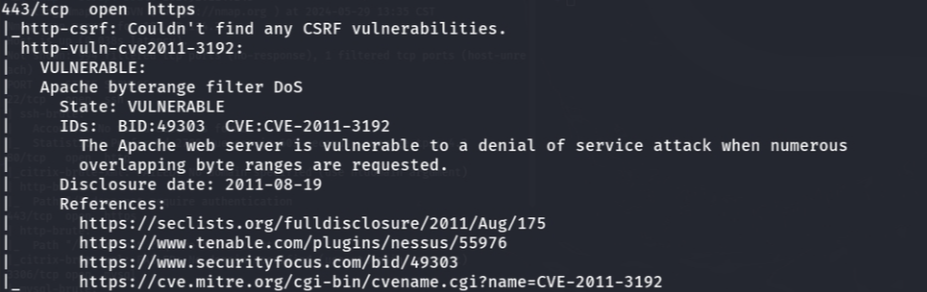 443/tcp  open  https
|_http-csrf: Couldn't find any CSRF vulnerabilities.
| http-vuln-cve2011-3192:
|   VULNERABLE:
|   Apache byterange filter DoS
|     State: VULNERABLE
|     IDs:  BID:49303  CVE:CVE-2011-3192
|       The Apache web server is vulnerable to a denial of service attack when numerous
|       overlapping byte ranges are requested.
|     Disclosure date: 2011-08-19
|     References:
|       https://seclists.org/fulldisclosure/2011/Aug/175
|       https://www.tenable.com/plugins/nessus/55976
|       https://www.securityfocus.com/bid/49303
|_      https://cve.mitre.org/cgi-bin/cvename.cgi?name=CVE-2011-3192